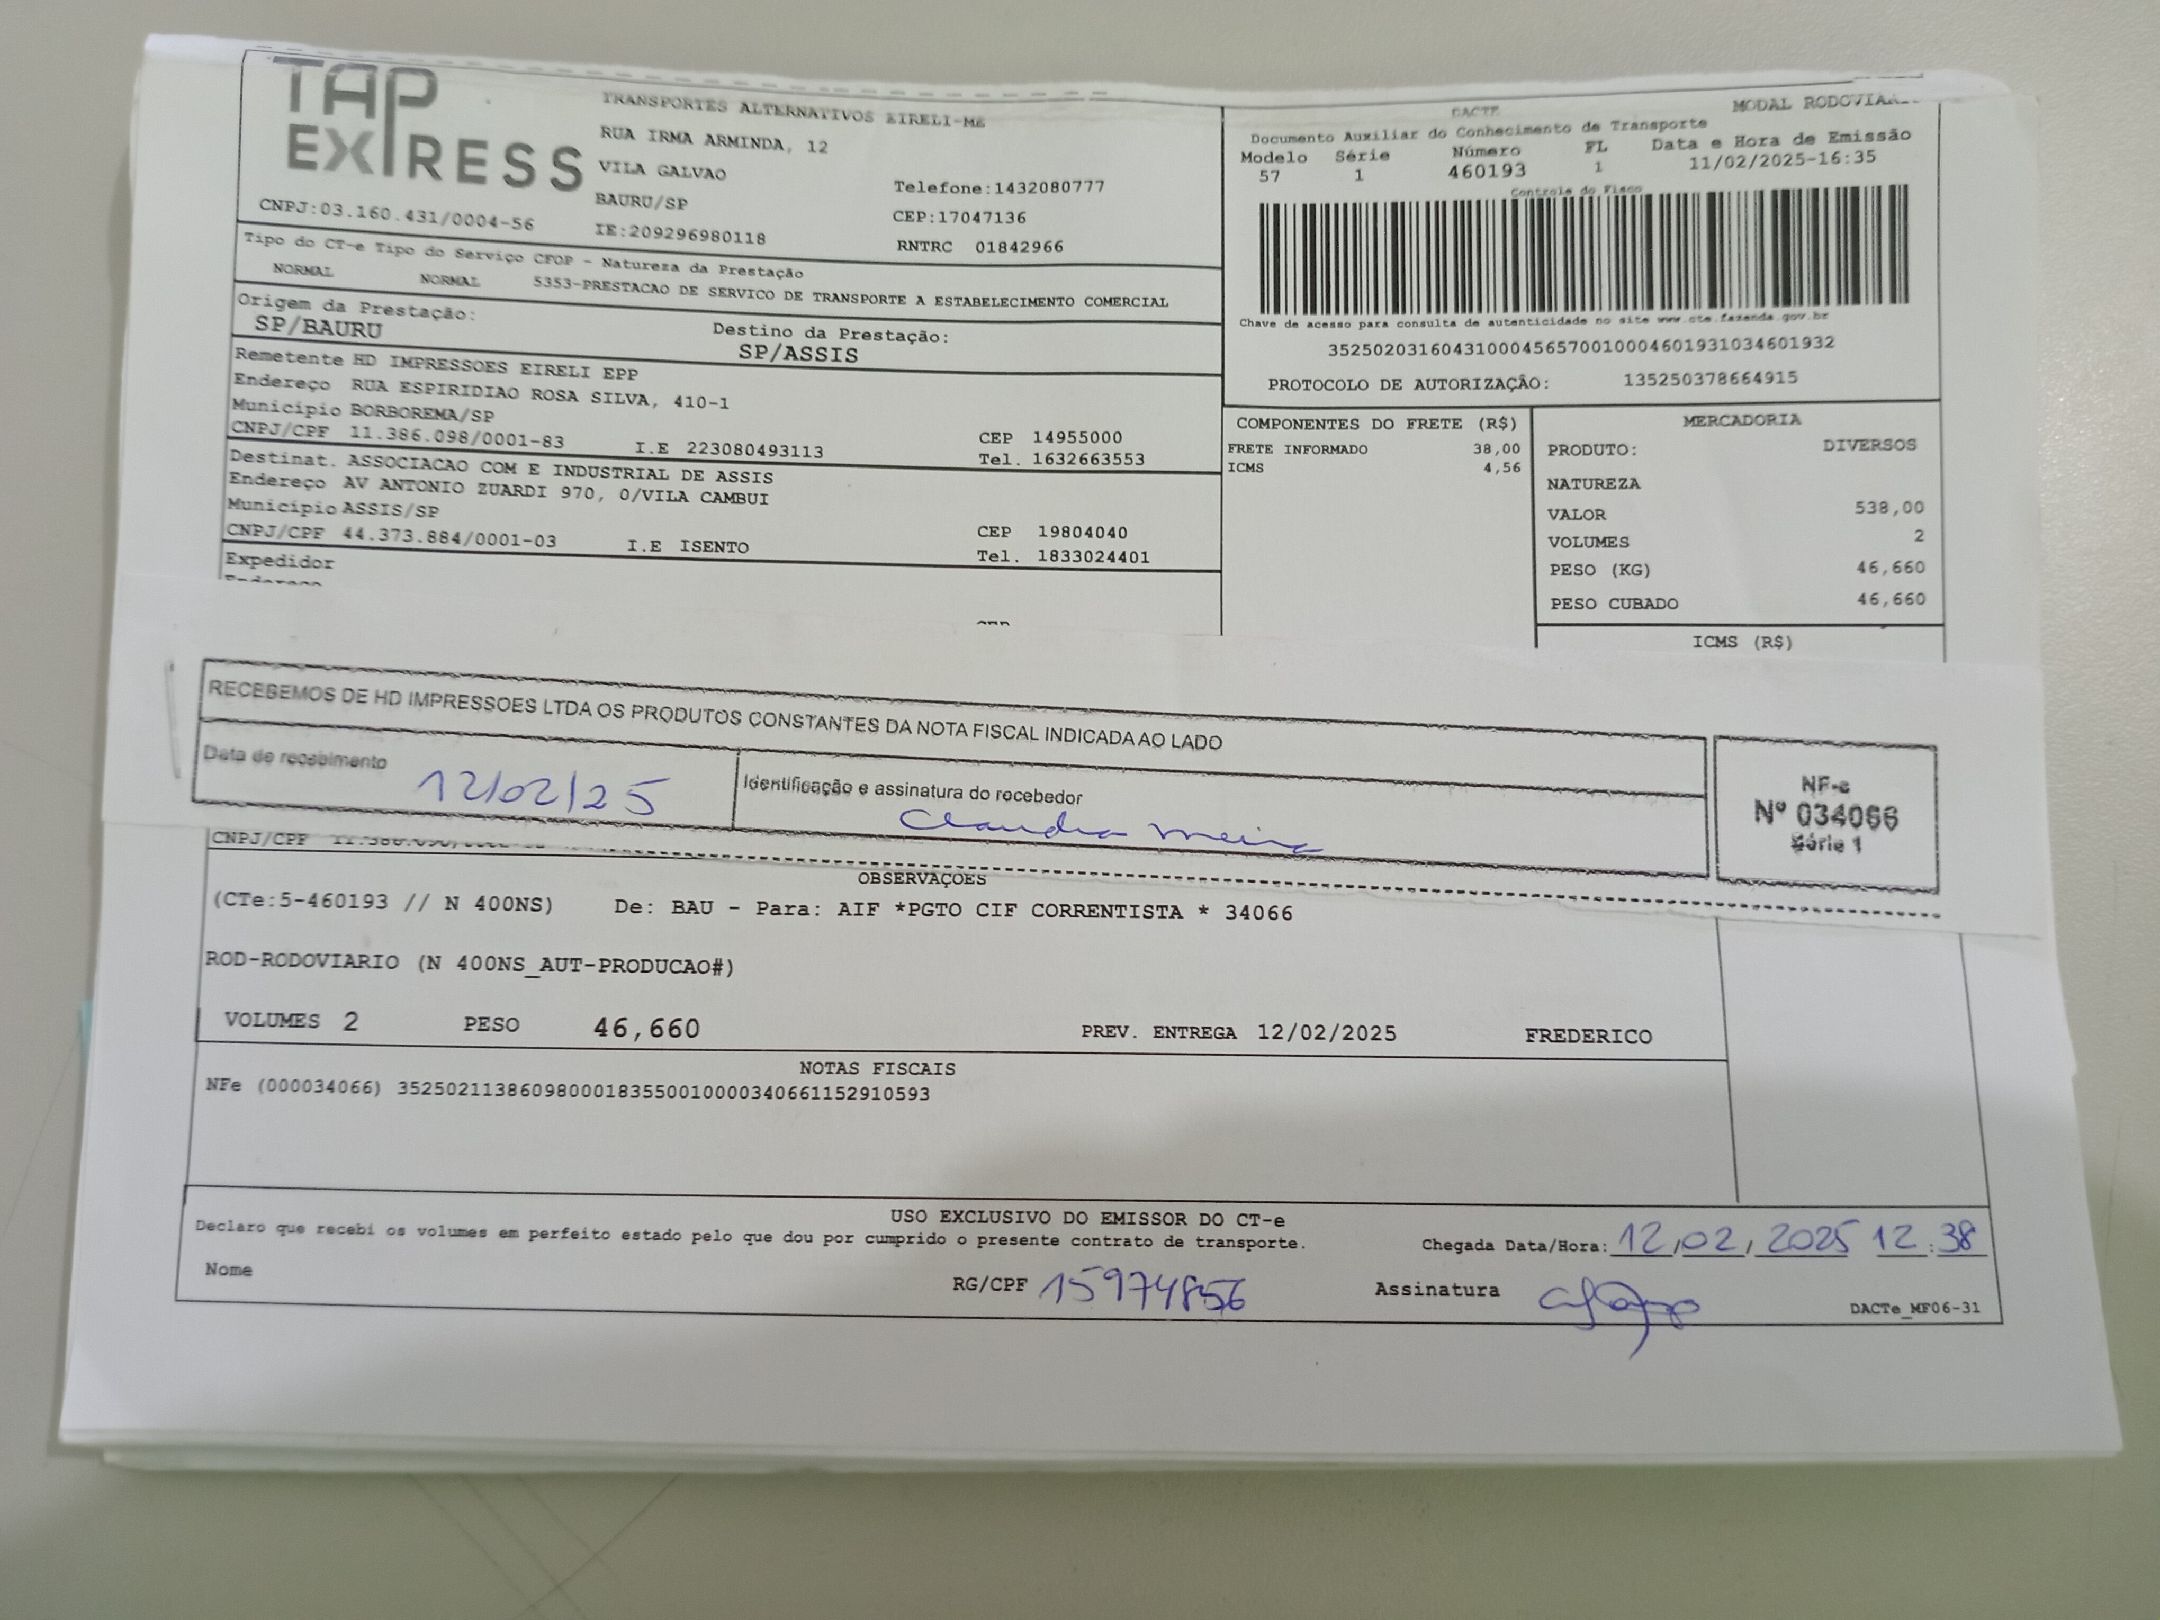 TAP EXPRESS
TRANSPORTES ALTERNATIVOS EIRELI-ME
RUA IRMA ARMINDA, 12
VILA GALVAO
BAURU/SP
Telefone:1432080777
CEP:17047136
CNPJ:03.160.431/0004-56
IE:209296980118
RNTRC 01842966
Tipo do CT-e Tipo do Serviço CFOP - Natureza da Prestação
NORMAL NORMAL 5353-PRESTACAO DE SERVICO DE TRANSPORTE A ESTABELECIMENTO COMERCIAL
Origem da Prestação:
SP/BAURU
Destino da Prestação:
SP/ASSIS
Remetente HD IMPRESSOES EIRELI EPP
Endereço RUA ESPIRIDIAO ROSA SILVA, 410-1
Município BORBOREMA/SP
CEP 14955000
CNPJ/CPF 11.386.098/0001-83 I.E 223080493113
Tel. 1632663553
Destinat. ASSOCIACAO COM E INDUSTRIAL DE ASSIS
Endereço AV ANTONIO ZUARDI 970, 0/VILA CAMBUI
Município ASSIS/SP
CEP 19804040
CNPJ/CPF 44.373.884/0001-03 I.E ISENTO
Tel. 1833024401
Expedidor
DACTE
MODAL RODOVIA
Documento Auxiliar do Conhecimento de Transporte
Modelo Série Número FL Data e Hora de Emissão
57 1 460193 1 11/02/2025-16:35
Controle do Fisco
Chave de acesso para consulta de autenticidade no site www.cte.fazenda.gov.br
35250203160431000456570010004601931034601932
PROTOCOLO DE AUTORIZAÇÃO: 135250378664915
COMPONENTES DO FRETE (R$)
FRETE INFORMADO 38,00
ICMS 4,56
MERCADORIA
PRODUTO: DIVERSOS
NATUREZA
VALOR 538,00
VOLUMES 2
PESO (KG) 46,660
PESO CUBADO 46,660
ICMS (R$)
RECEBEMOS DE HD IMPRESSOES LTDA OS PRODUTOS CONSTANTES DA NOTA FISCAL INDICADA AO LADO
Data de recebimento
12/02/25
Identificação e assinatura do recebedor
Claudia Meira
NF-e
Nº 034066
Série 1
CNPJ/CPF
OBSERVAÇOES
(CTe:5-460193 // N 400NS) De: BAU - Para: AIF *PGTO CIF CORRENTISTA * 34066
ROD-RODOVIARIO (N 400NS_AUT-PRODUCAO#)
VOLUMES 2 PESO 46,660 PREV. ENTREGA 12/02/2025 FREDERICO
NOTAS FISCAIS
NFe (000034066) 35250211386098000183550010000340661152910593
USO EXCLUSIVO DO EMISSOR DO CT-e
Declaro que recebi os volumes em perfeito estado pelo que dou por cumprido o presente contrato de transporte.
Chegada Data/Hora: 12/02/2025 12:38
Nome
RG/CPF 15974856
Assinatura
DACTe_MF06-31